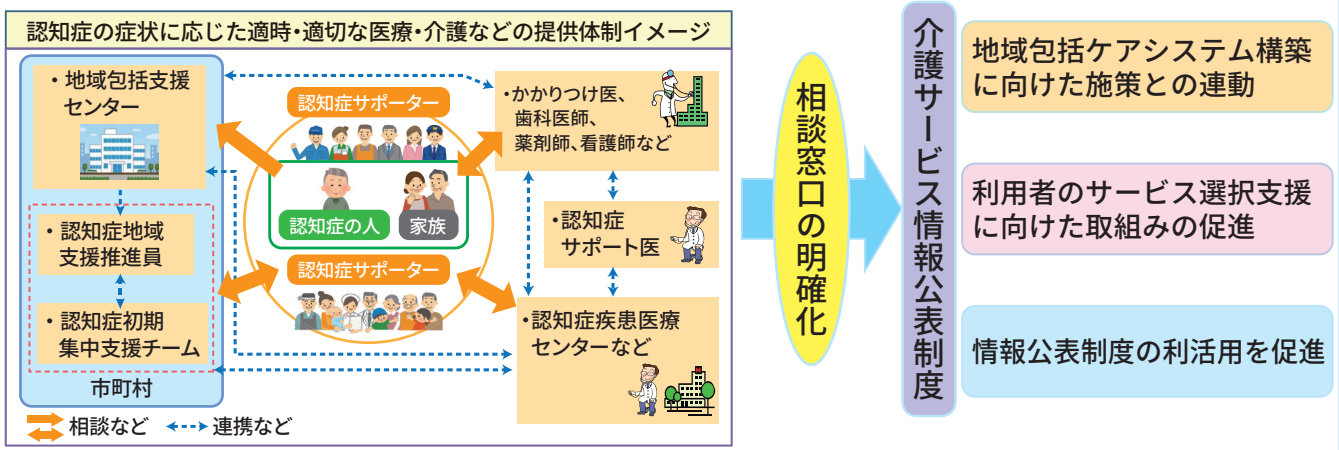 認知症の症状に応じた適時・適切な医療・介護などの提供体制イメージ
・地域包括支援
センター
・認知症地域
支援推進員
・認知症初期
集中支援チーム
市町村
認知症サポーター
認知症の人
家族
認知症サポーター
・かかりつけ医、
歯科医師、
薬剤師、看護師など
・認知症
サポート医
・認知症疾患医療
センターなど
相談など
連携など
相談窓口の明確化
介護サービス情報公表制度
地域包括ケアシステム構築
に向けた施策との連動
利用者のサービス選択支援
に向けた取組みの促進
情報公表制度の利活用を促進